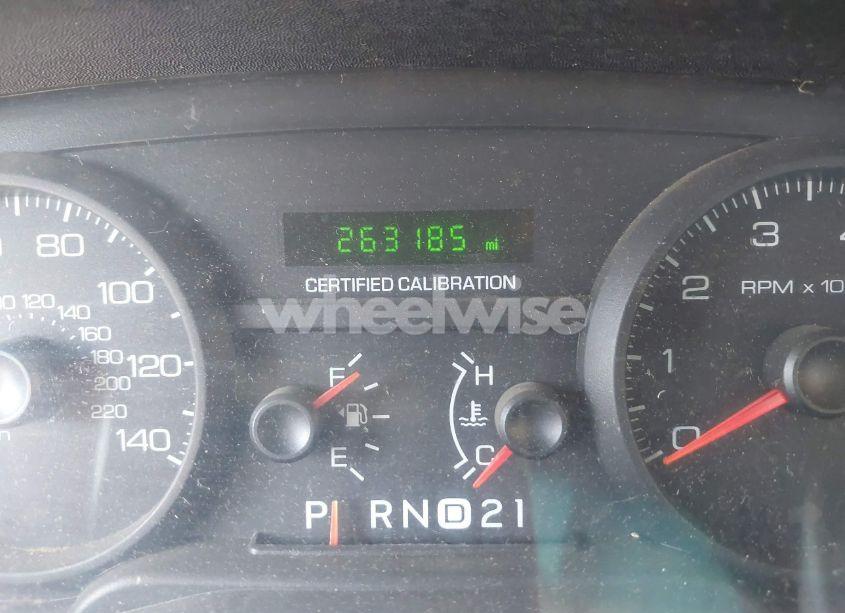 263185 mi
CERTIFIED CALIBRATION
wheelwise
80
100
120
140
120
140
160
180
200
220
F
E
H
C
P R N D 2 1
0
1
2
3
RPM x 10